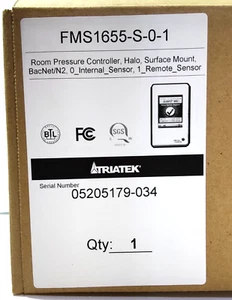 FMS1655-S-0-1
Room Pressure Controller, Halo, Surface Mount,
BacNet/N2, 0_Internal_Sensor, 1_Remote_Sensor
BTL
FC
SGS
TRIATEK
Serial Number
05205179-034
Qty: 1